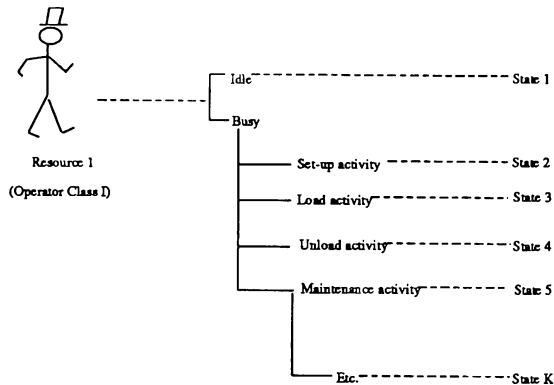 Idle State 1
Busy
Resource 1
(Operator Class I)
Set-up activity State 2
Load activity State 3
Unload activity State 4
Maintenance activity State 5
Etc. State K